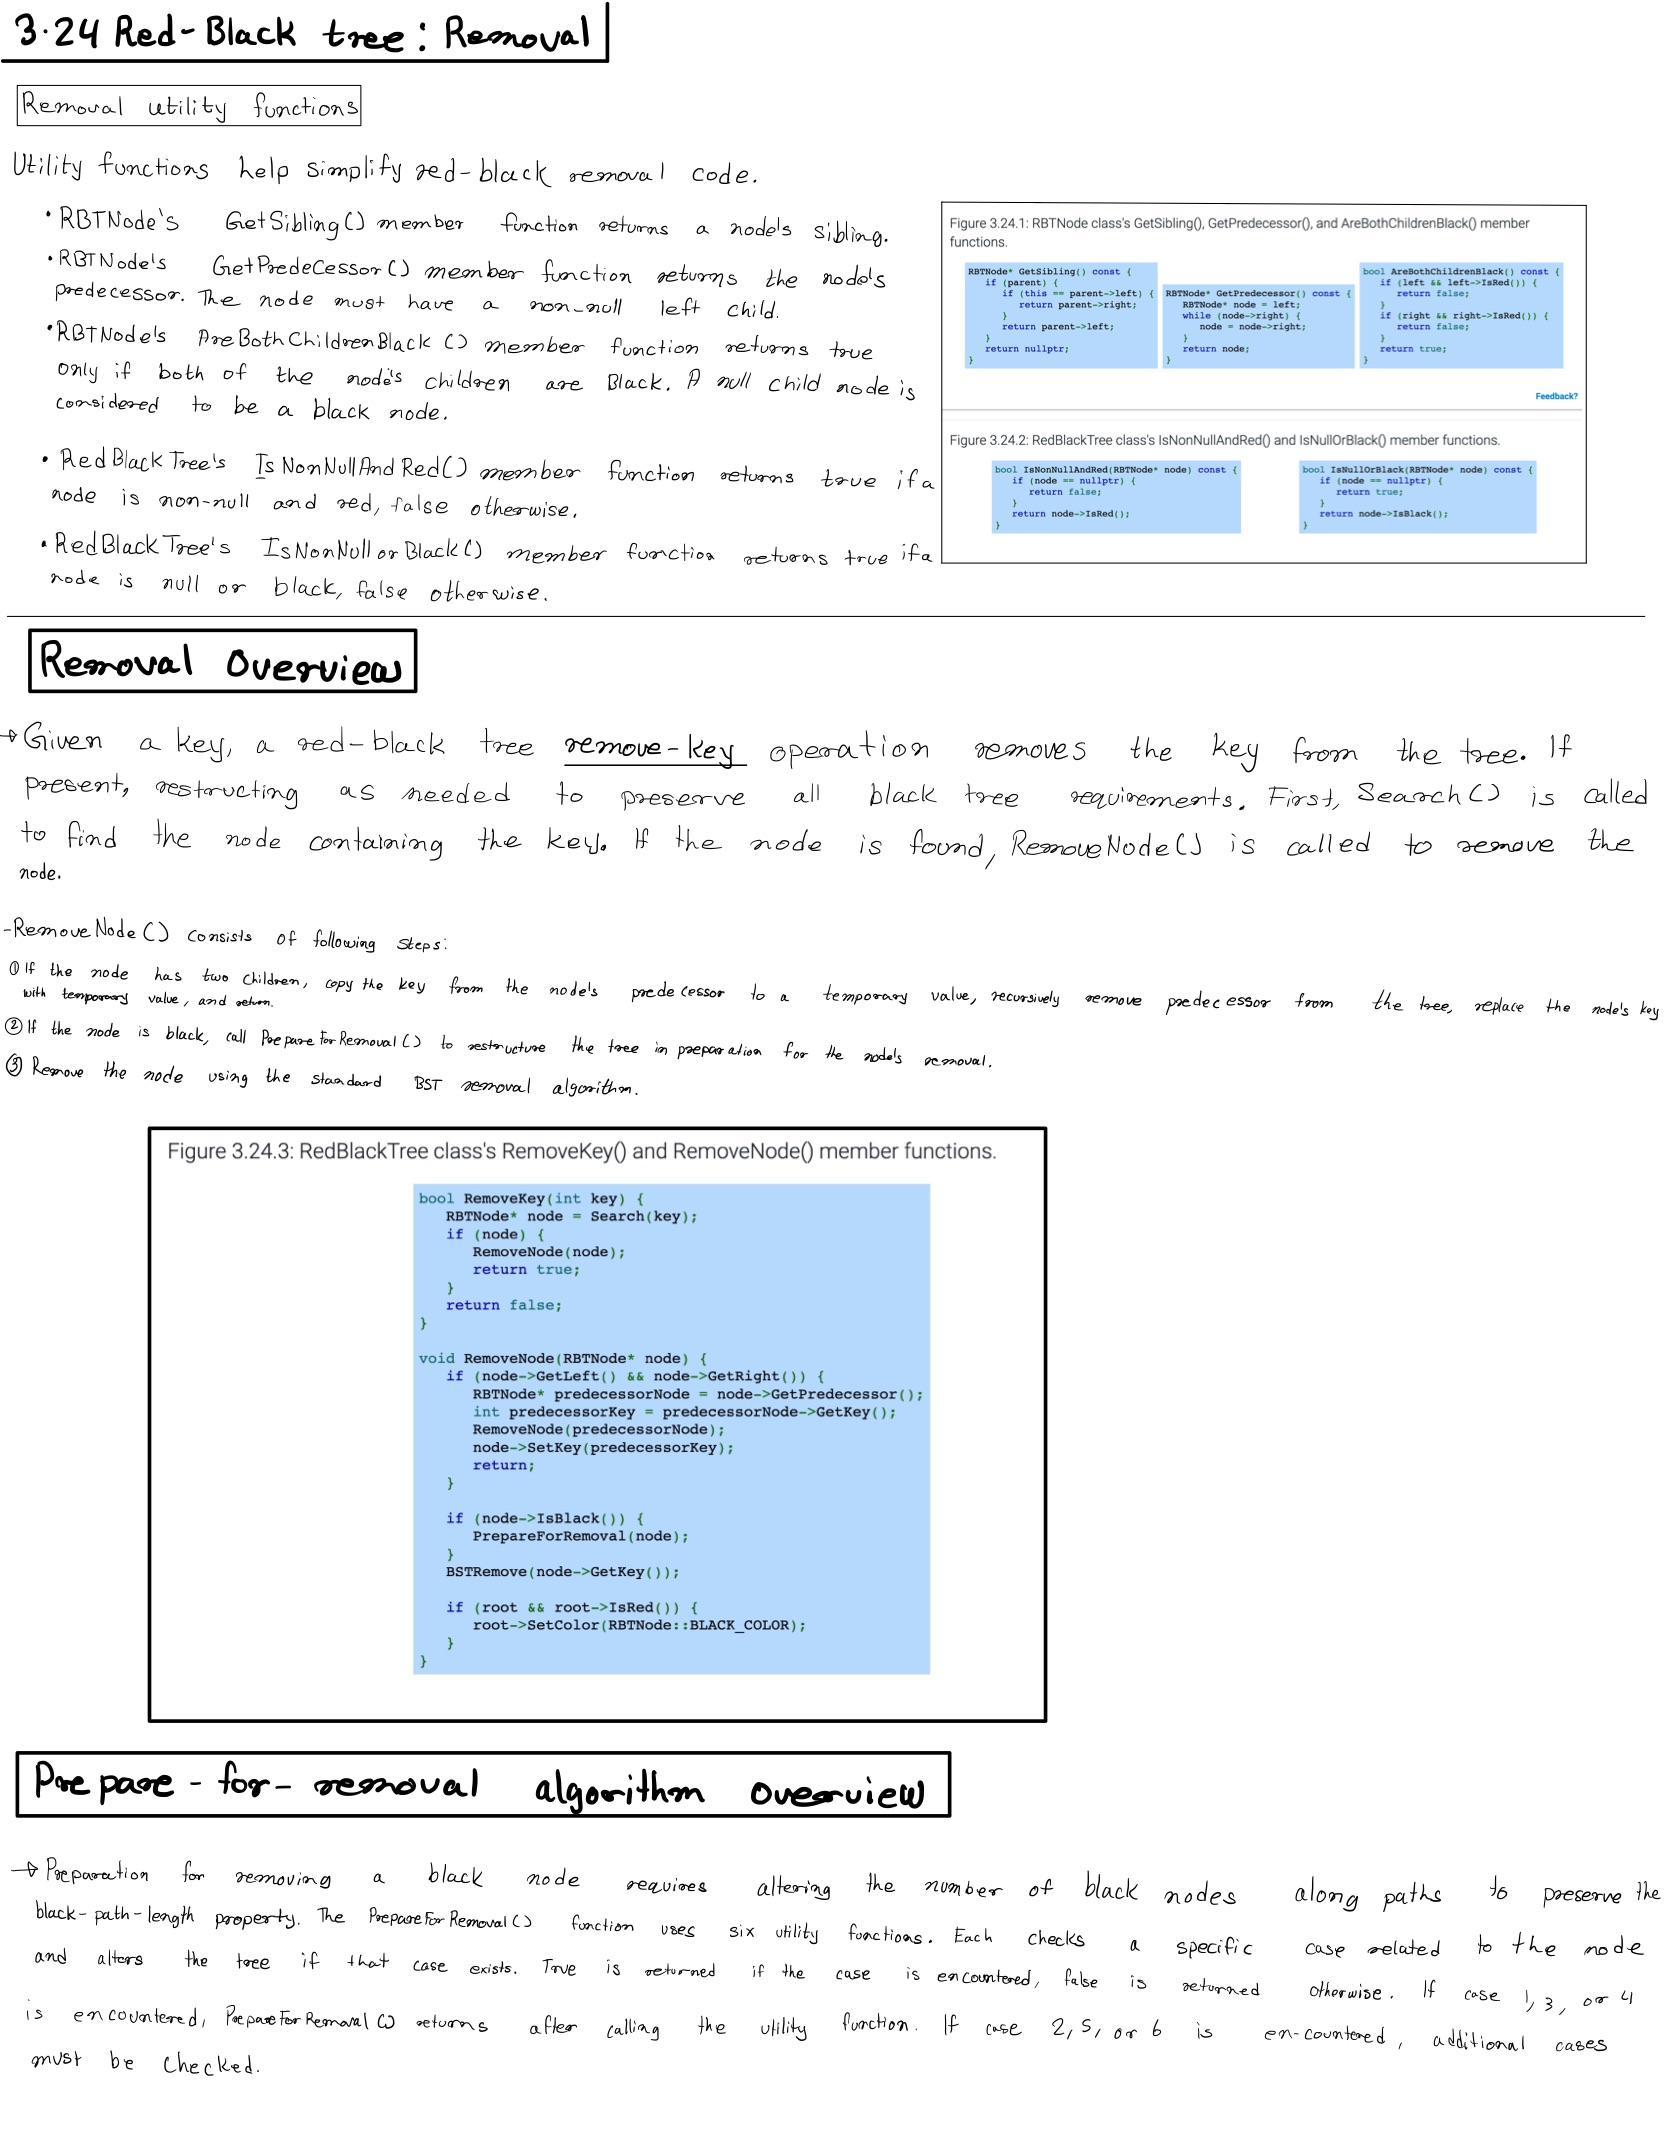 3.24 Red-Black tree: Removal
Removal utility functions
Utility functions help simplify red-black removal code.
• RBTNode's GetSibling() member function returns a node's sibling.
• RBTNode's GetPredecessor() member function returns the node's
predecessor. The node must have a non-null left child.
• RBTNode's AreBothChildrenBlack() member function returns true
only if both of the node's children are Black. A null child node is
considered to be a black node.
• RedBlackTree's IsNonNullAndRed() member function returns true if a
node is non-null and red, false otherwise.
• RedBlackTree's IsNonNullorBlack() member function returns true if a
node is null or black, false otherwise.
Figure 3.24.1: RBTNode class's GetSibling(), GetPredecessor(), and AreBothChildrenBlack() member
functions.
RBTNode* GetSibling() const {
if (parent) {
if (this == parent->left) {
return parent->right;
}
return parent->left;
}
return nullptr;
}
RBTNode* GetPredecessor() const {
RBTNode* node = left;
while (node->right) {
node = node->right;
}
return node;
}
bool AreBothChildrenBlack() const {
if (left && left->IsRed()) {
return false;
}
if (right && right->IsRed()) {
return false;
}
return true;
}
Feedback?
Figure 3.24.2: RedBlackTree class's IsNonNullAndRed() and IsNullOrBlack() member functions.
bool IsNonNullAndRed(RBTNode* node) const {
if (node == nullptr) {
return false;
}
return node->IsRed();
}
bool IsNullOrBlack(RBTNode* node) const {
if (node == nullptr) {
return true;
}
return node->IsBlack();
}
Removal Overview
→ Given a key, a red-black tree remove-key operation removes the key from the tree. If
present, restructing as needed to preserve all black tree requirements. First, Search() is called
to find the node containing the key. If the node is found, RemoveNode() is called to remove the
node.
- RemoveNode() consists of following steps:
① If the node has two children, copy the key from the node's predecessor to a temporary value, recursively remove predecessor from the tree, replace the node's key
with temporary value, and return.
② If the node is black, call PrepareForRemoval() to restructure the tree in preparation for the node's removal.
③ Remove the node using the standard BST removal algorithm.
Figure 3.24.3: RedBlackTree class's RemoveKey() and RemoveNode() member functions.
bool RemoveKey(int key) {
RBTNode* node = Search(key);
if (node) {
RemoveNode(node);
return true;
}
return false;
}
void RemoveNode(RBTNode* node) {
if (node->GetLeft() && node->GetRight()) {
RBTNode* predecessorNode = node->GetPredecessor();
int predecessorKey = predecessorNode->GetKey();
RemoveNode(predecessorNode);
node->SetKey(predecessorKey);
return;
}
if (node->IsBlack()) {
PrepareForRemoval(node);
}
BSTRemove(node->GetKey());
if (root && root->IsRed()) {
root->SetColor(RBTNode::BLACK_COLOR);
}
}
Prepare-for-removal algorithm overview
→ Preparation for removing a black node requires altering the number of black nodes along paths to preserve the
black-path-length property. The PrepareForRemoval() function uses six utility functions. Each checks a specific case related to the node
and alters the tree if that case exists. True is returned if the case is encountered, false is returned otherwise. If case 1, 3, or 4
is encountered, PrepareForRemoval() returns after calling the utility function. If case 2, 5, or 6 is en-countered, additional cases
must be checked.